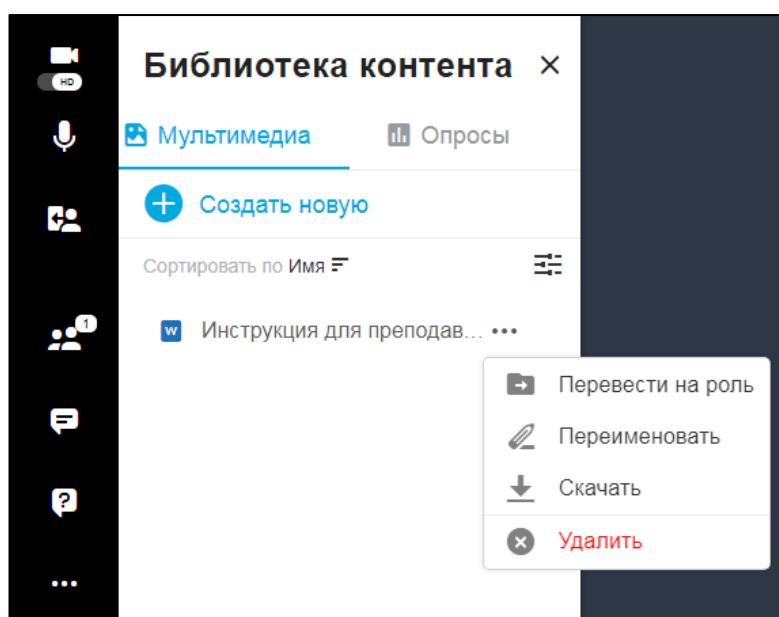 HD
Библиотека контента ×
Мультимедиа Опросы
Создать новую
Сортировать по Имя
1
W Инструкция для преподав... •••
Перевести на роль
Переименовать
Скачать
?
Удалить